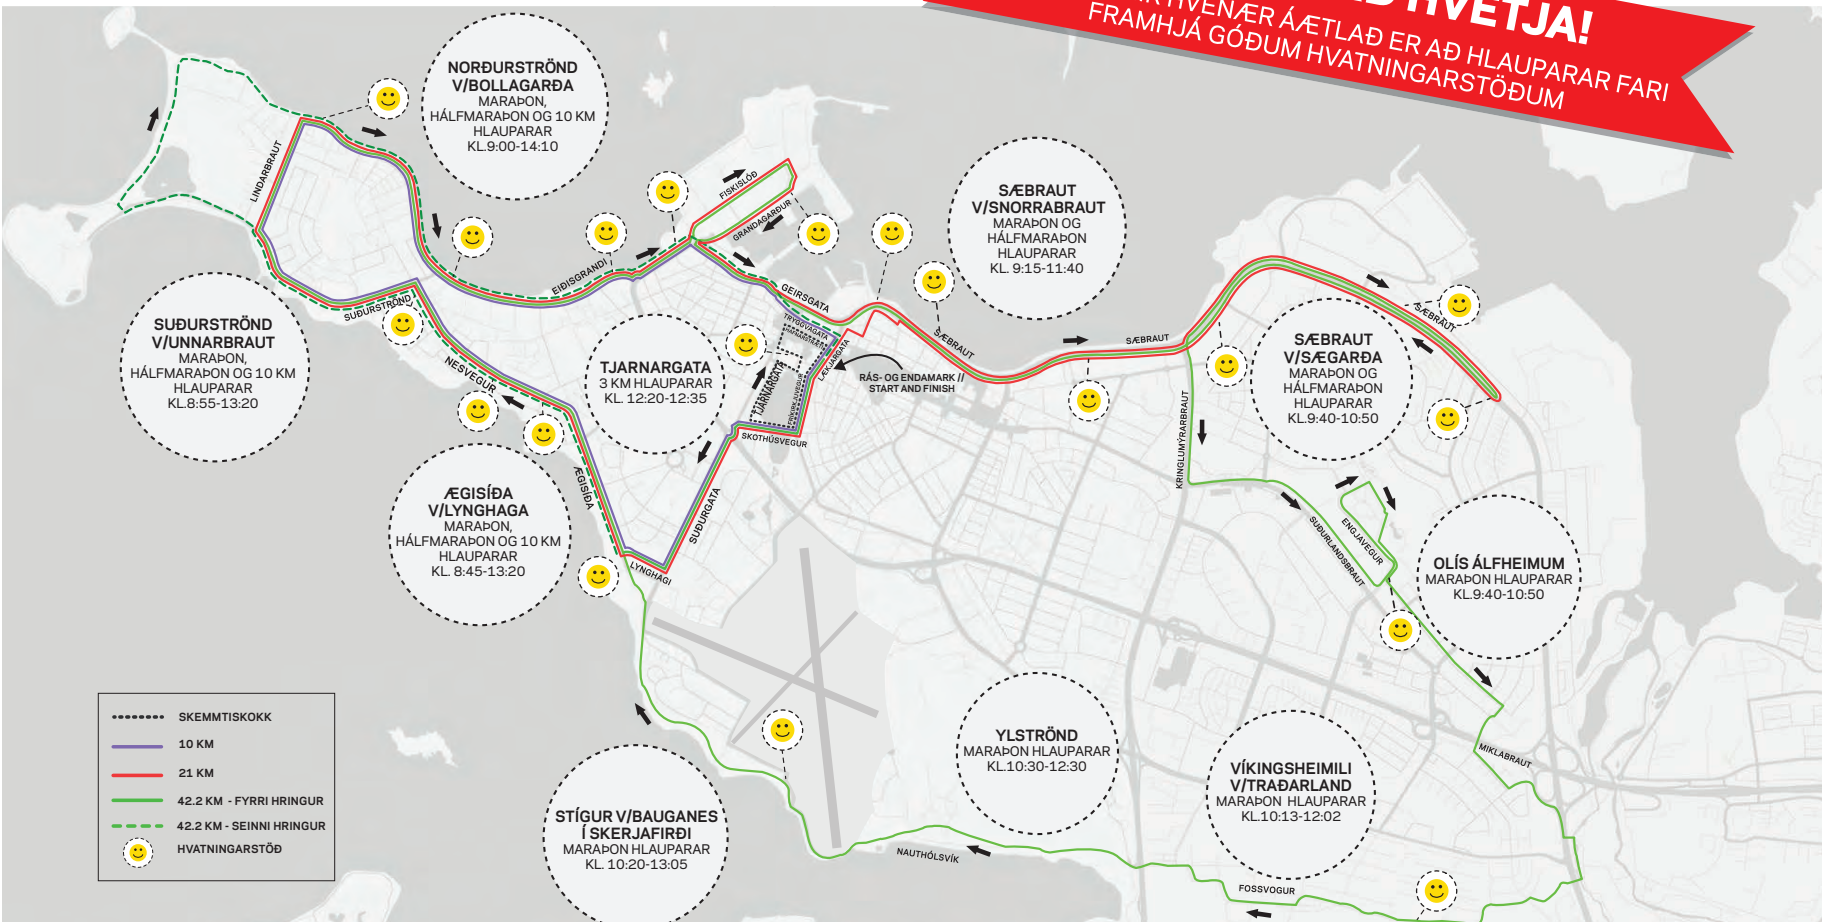 HVETJA!
HVENÆR ÁÆTLAÐ ER AÐ HLAUPARAR FARI
FRAMHJÁ GÓÐUM HVATNINGARSTÖÐUM
NORÐURSTRÖND
V/BOLLAGARÐA
MARAÞON,
HÁLFMARAÞON OG 10 KM
HLAUPARAR
KL.9:00-14:10
LINDARBRAUT
FISKISLÓÐ
GRANDAGARÐUR
SÆBRAUT
V/SNORRABRAUT
MARAÞON OG
HÁLFMARAÞON
HLAUPARAR
KL. 9:15-11:40
EIÐISGRANDI
GEIRSGATA
SUÐURSTRÖND
SUÐURSTRÖND
V/UNNARBRAUT
MARAÞON,
HÁLFMARAÞON OG 10 KM
HLAUPARAR
KL.8:55-13:20
NESVEGUR
TJARNARGATA
3 KM HLAUPARAR
KL. 12:20-12:35
TRYGGVAGATA
HAFNARSTRÆTI
LÆKJARGATA
TJARNARGATA
FRÍKIRKJUVEGUR
SKOTHÚSVEGUR
RÁS- OG ENDAMARK //
START AND FINISH
SÆBRAUT
SÆBRAUT
SÆBRAUT
SÆBRAUT
V/SÆGARÐA
MARAÞON OG
HÁLFMARAÞON
HLAUPARAR
KL.9:40-10:50
KRINGLUMÝRARBRAUT
ÆGISÍÐA
V/LYNGHAGA
MARAÞON,
HÁLFMARAÞON OG 10 KM
HLAUPARAR
KL. 8:45-13:20
ÆGISÍÐA
SUÐURGATA
LYNGHAGI
SUÐURLANDSBRAUT
ENGJAVEGUR
OLÍS ÁLFHEIMUM
MARAÞON HLAUPARAR
KL.9:40-10:50
SKEMMTISKOKK
10 KM
21 KM
42.2 KM - FYRRI HRINGUR
42.2 KM - SEINNI HRINGUR
HVATNINGARSTÖÐ
STÍGUR V/BAUGANES
Í SKERJAFIRÐI
MARAÞON HLAUPARAR
KL. 10:20-13:05
YLSTRÖND
MARAÞON HLAUPARAR
KL.10:30-12:30
VÍKINGSHEIMILI
V/TRAÐARLAND
MARAÞON HLAUPARAR
KL.10:13-12:02
MIKLABRAUT
NAUTHÓLSVÍK
FOSSVOGUR